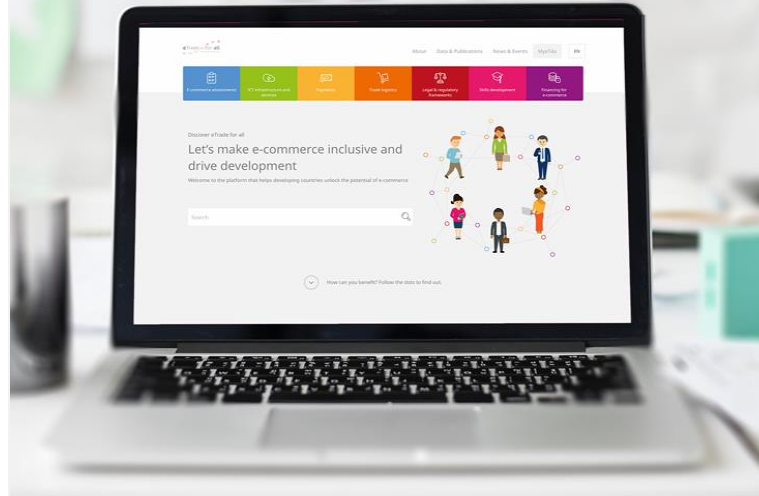 eTrade for all
About Data & Publications News & Events MyeTrade EN
E-commerce assessments
ICT infrastructure and
services
Payments
Trade logistics
Legal & regulatory
frameworks
Skills development
Financing for
e-commerce
Discover eTrade for all
Let's make e-commerce inclusive and
drive development
Welcome to the platform that helps developing countries unlock the potential of e-commerce
Search
How can you benefit? Follow the dots to find out.